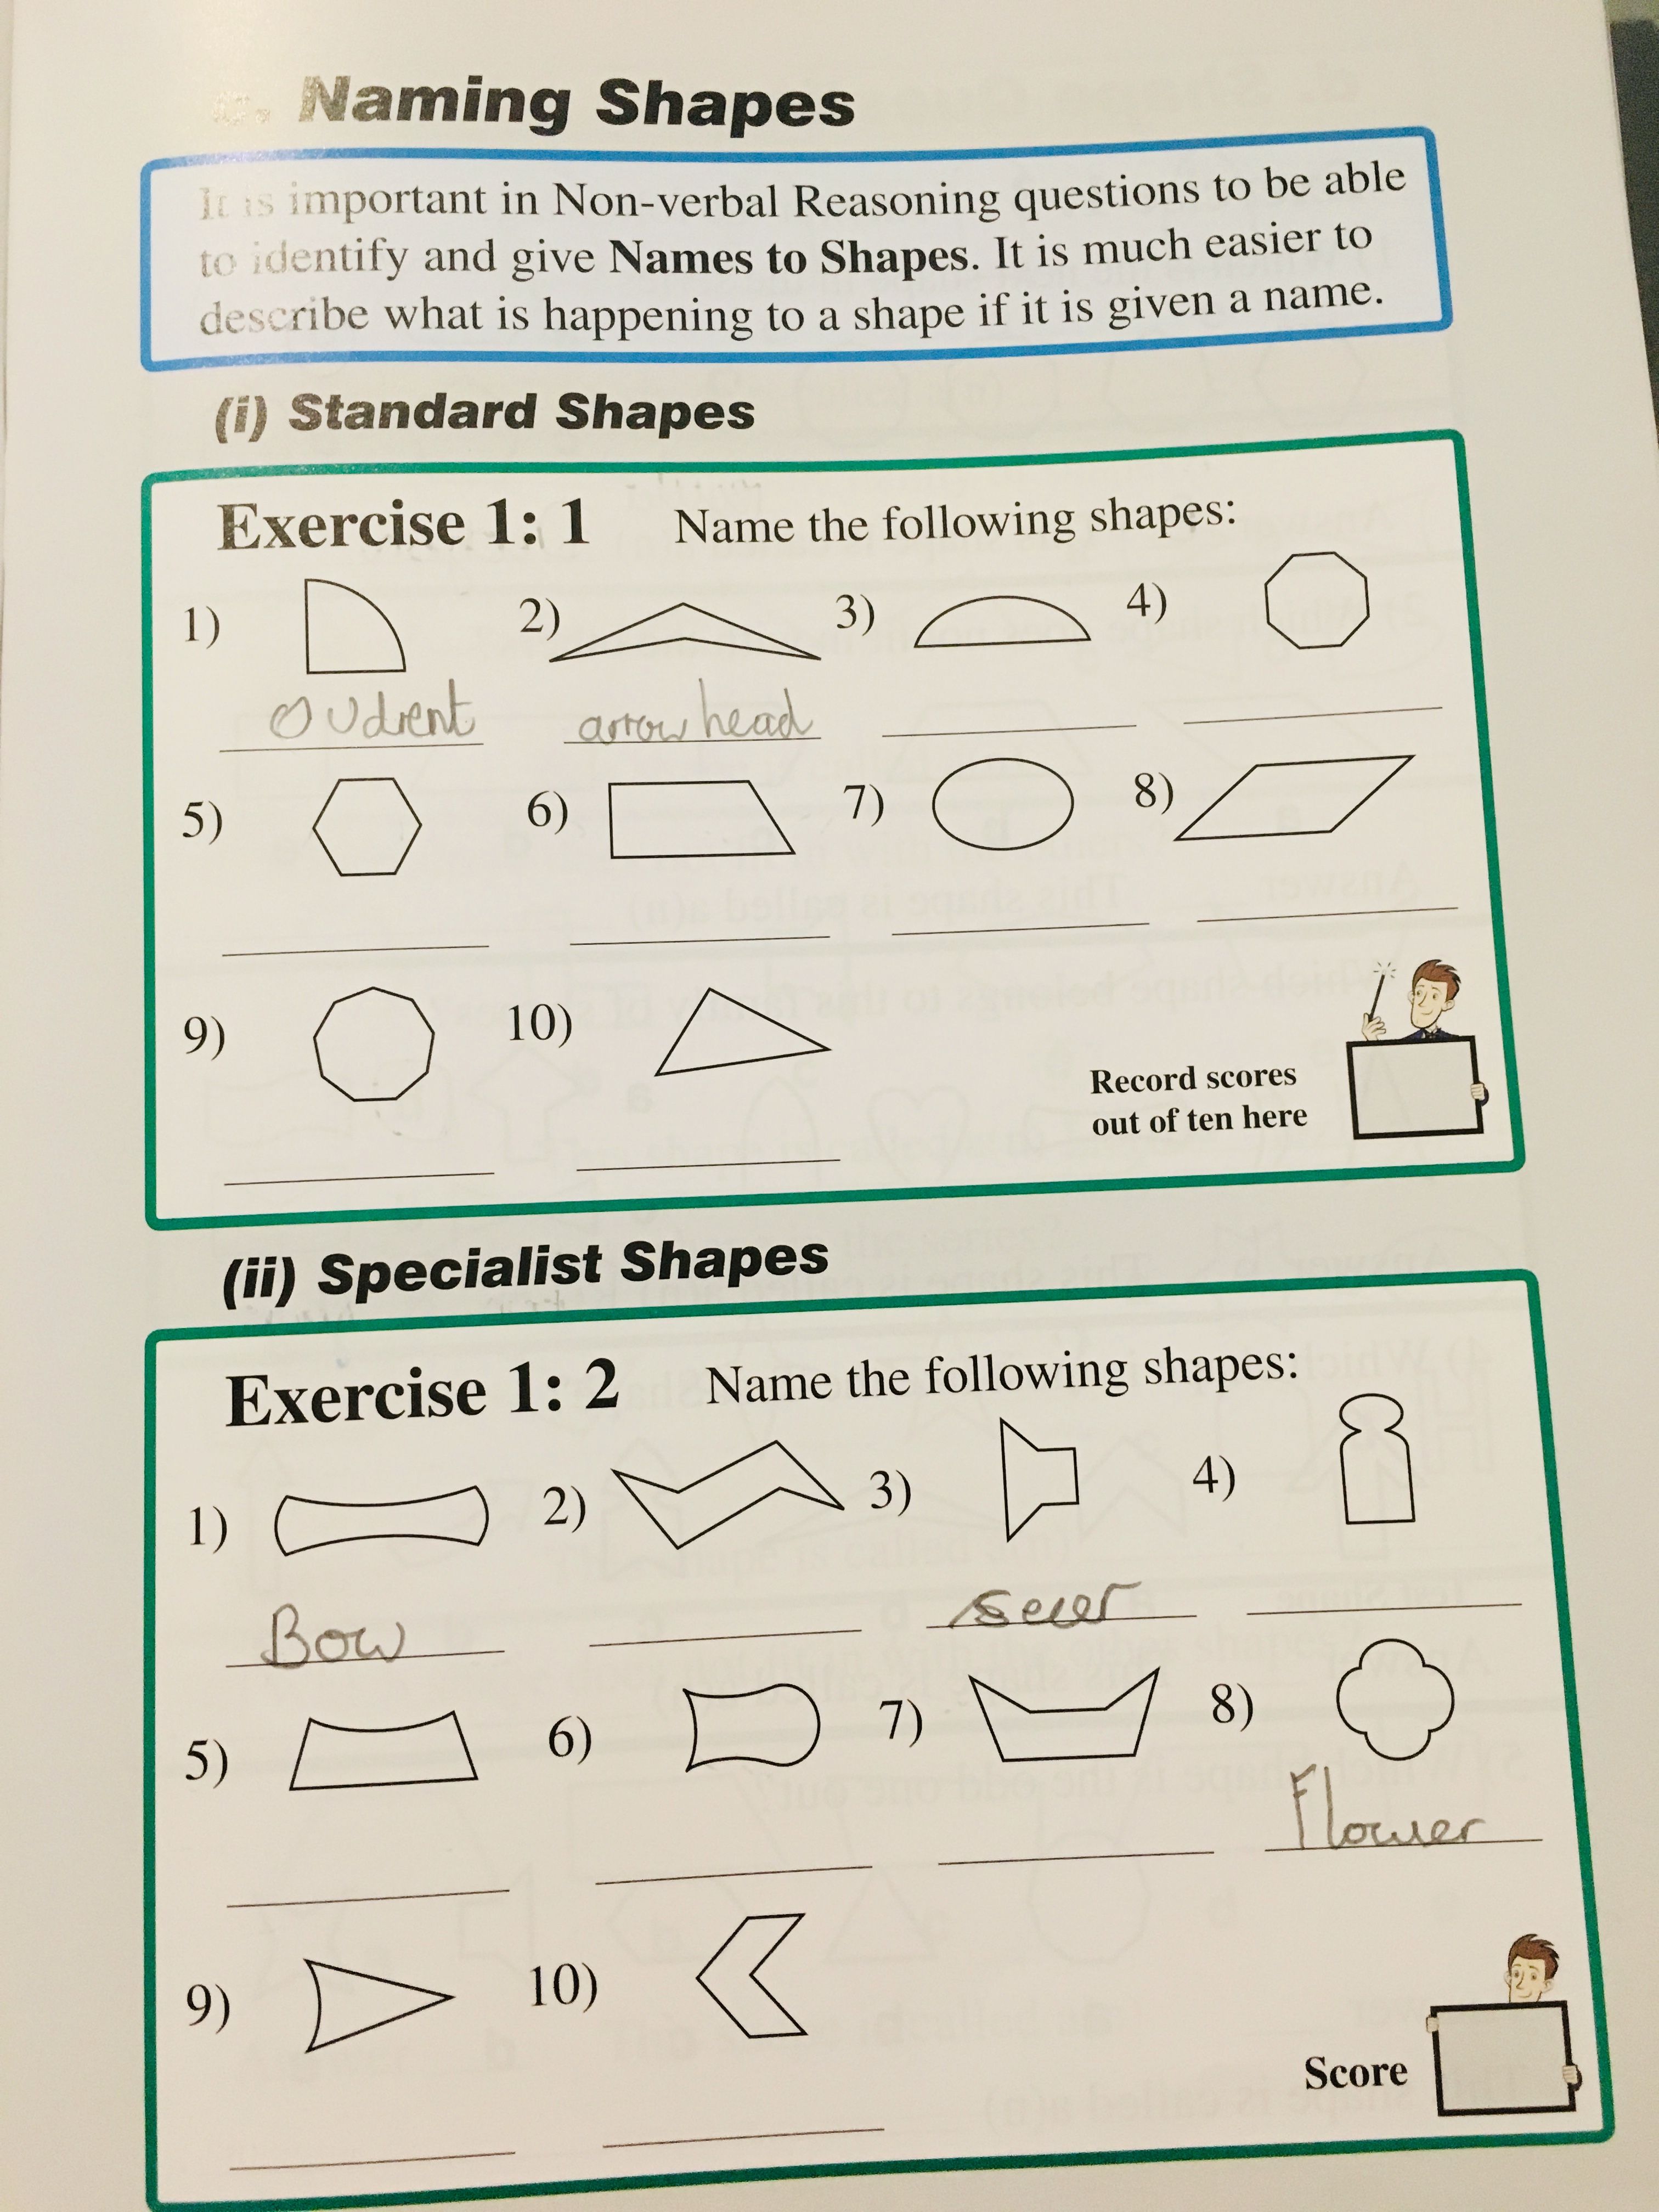 c. Naming Shapes
It is important in Non-verbal Reasoning questions to be able
to identify and give Names to Shapes. It is much easier to
describe what is happening to a shape if it is given a name.
(i) Standard Shapes
Exercise 1: 1 Name the following shapes:
1) 2) 3) 4)
arrow head
5) 6) 7) 8)
9) 10)
Record scores
out of ten here
(ii) Specialist Shapes
Exercise 1: 2 Name the following shapes:
1) 2) 3) 4)
Bow
5) 6) 7) 8)
Flower
9) 10)
Score